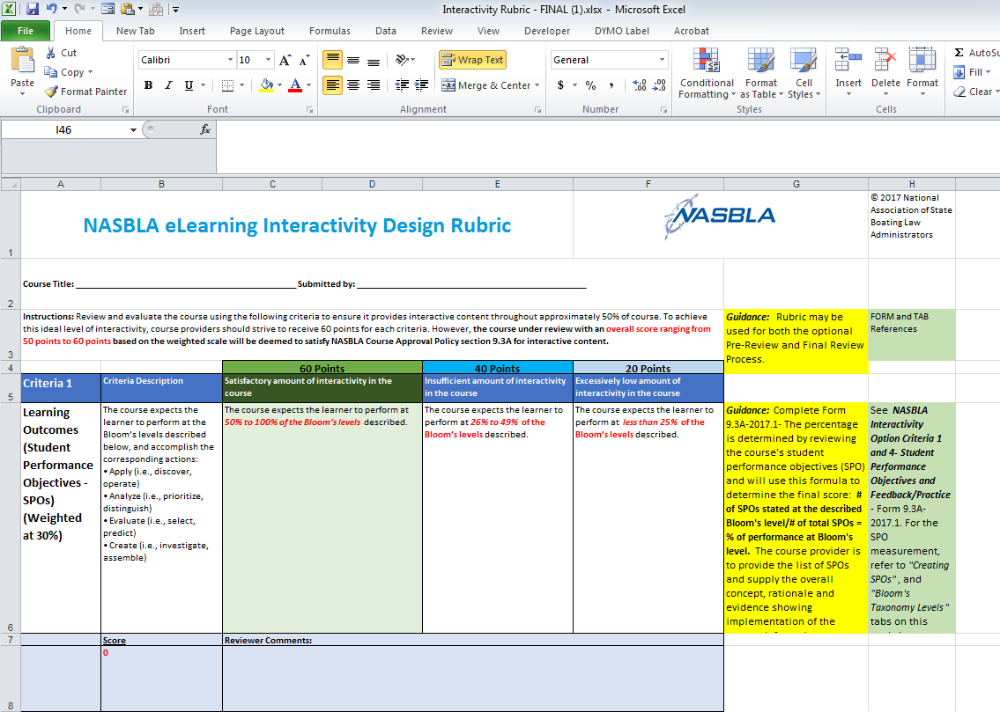 Interactivity Rubric - FINAL (1).xlsx - Microsoft Excel
File Home New Tab Insert Page Layout Formulas Data Review View Developer DYMO Label Acrobat
Paste
Cut
Copy
Format Painter
Clipboard
Calibri 10 A A
B I U A
Font
Wrap Text
Merge & Center
Alignment
General
$ % , .00 .00
Number
Conditional Formatting
Format as Table
Cell Styles
Styles
Insert Delete Format
Cells
Σ AutoSu
Fill
Clear
I46 fx
A B C D E F G H
1
NASBLA eLearning Interactivity Design Rubric
NASBLA
© 2017 National
Association of State
Boating Law
Administrators
2
Course Title: Submitted by:
3
Instructions: Review and evaluate the course using the following criteria to ensure it provides interactive content throughout approximately 50% of course. To achieve
this ideal level of interactivity, course providers should strive to receive 60 points for each criteria. However, the course under review with an overall score ranging from
50 points to 60 points based on the weighted scale will be deemed to satisfy NASBLA Course Approval Policy section 9.3A for interactive content.
Guidance: Rubric may be
used for both the optional
Pre-Review and Final Review
Process.
FORM and TAB
References
4
60 Points 40 Points 20 Points
5
Criteria 1
Criteria Description
Satisfactory amount of interactivity in the
course
Insufficient amount of interactivity
in the course
Excessively low amount of
interactivity in the course
6
Learning
Outcomes
(Student
Performance
Objectives -
SPOs)
(Weighted
at 30%)
The course expects the
learner to perform at the
Bloom's levels described
below, and accomplish the
corresponding actions:
• Apply (i.e., discover,
operate)
• Analyze (i.e., prioritize,
distinguish)
• Evaluate (i.e., select,
predict)
• Create (i.e., investigate,
assemble)
The course expects the learner to perform at
50% to 100% of the Bloom's levels described.
The course expects the learner to
perform at 26% to 49% of the
Bloom's levels described.
The course expects the learner to
perform at less than 25% of the
Bloom's levels described.
Guidance: Complete Form
9.3A-2017.1- The percentage
is determined by reviewing
the course's student
performance objectives (SPO)
and will use this formula to
determine the final score: #
of SPOs stated at the described
Bloom's level/# of total SPOs =
% of performance at Bloom's
level. The course provider is
to provide the list of SPOs
and supply the overall
concept, rationale and
evidence showing
implementation of the
See NASBLA
Interactivity
Option Criteria 1
and 4- Student
Performance
Objectives and
Feedback/Practice
- Form 9.3A-
2017.1. For the
SPO
measurement,
refer to "Creating
SPOs", and
"Bloom's
Taxonomy Levels"
tabs on this
7
Score Reviewer Comments:
8
0